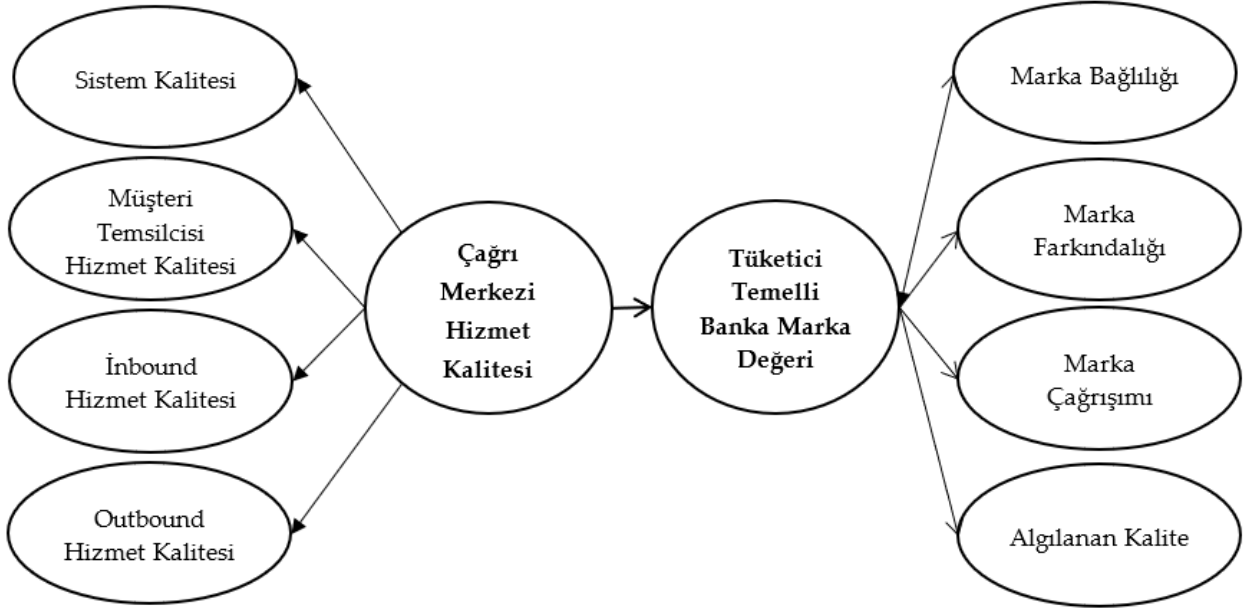 Sistem Kalitesi
Müşteri
Temsilcisi
Hizmet Kalitesi
İnbound
Hizmet Kalitesi
Outbound
Hizmet Kalitesi
Çağrı
Merkezi
Hizmet
Kalitesi
Tüketici
Temelli
Banka Marka
Değeri
Marka Bağlılığı
Marka
Farkındalığı
Marka
Çağrışımı
Algılanan Kalite